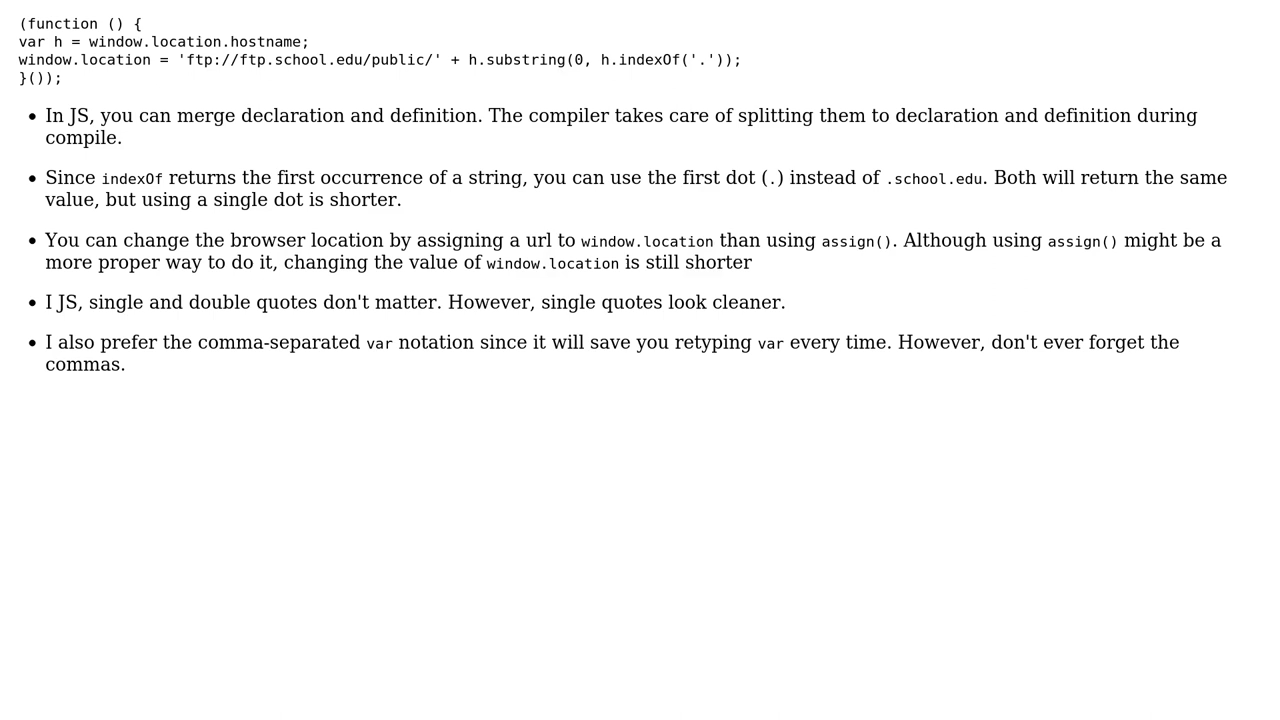 (function () {
var h = window.location.hostname;
window.location = 'ftp://ftp.school.edu/public/' + h.substring(0, h.indexOf('.'));
}());
• In JS, you can merge declaration and definition. The compiler takes care of splitting them to declaration and definition during
compile.
• Since indexOf returns the first occurrence of a string, you can use the first dot (.) instead of .school.edu. Both will return the same
value, but using a single dot is shorter.
• You can change the browser location by assigning a url to window.location than using assign(). Although using assign() might be a
more proper way to do it, changing the value of window.location is still shorter
• I JS, single and double quotes don't matter. However, single quotes look cleaner.
• I also prefer the comma-separated var notation since it will save you retyping var every time. However, don't ever forget the
commas.